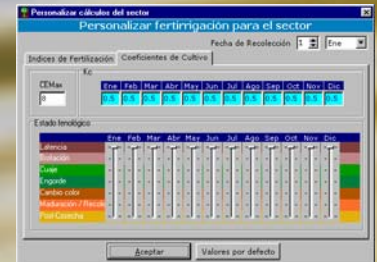 Personalizar cálculos del sector
Personalizar fertirrigación para el sector
Fecha de Recolección 1 Ene
Indices de Fertilización Coeficientes de Cultivo
Kc
CEMax
0
Ene Feb Mar Abr May Jun Jul Ago Sep Oct Nov Dic
0.5 0.5 0.5 0.5 0.5 0.5 0.5 0.5 0.5 0.5 0.5 0.5
Estado fenológico
Ene Feb Mar Abr May Jun Jul Ago Sep Oct Nov Dic
Latencia
Brotación
Cuaje
Engorde
Cambio color
Maduración / Recole
Post-Cosecha
Aceptar Valores por defecto